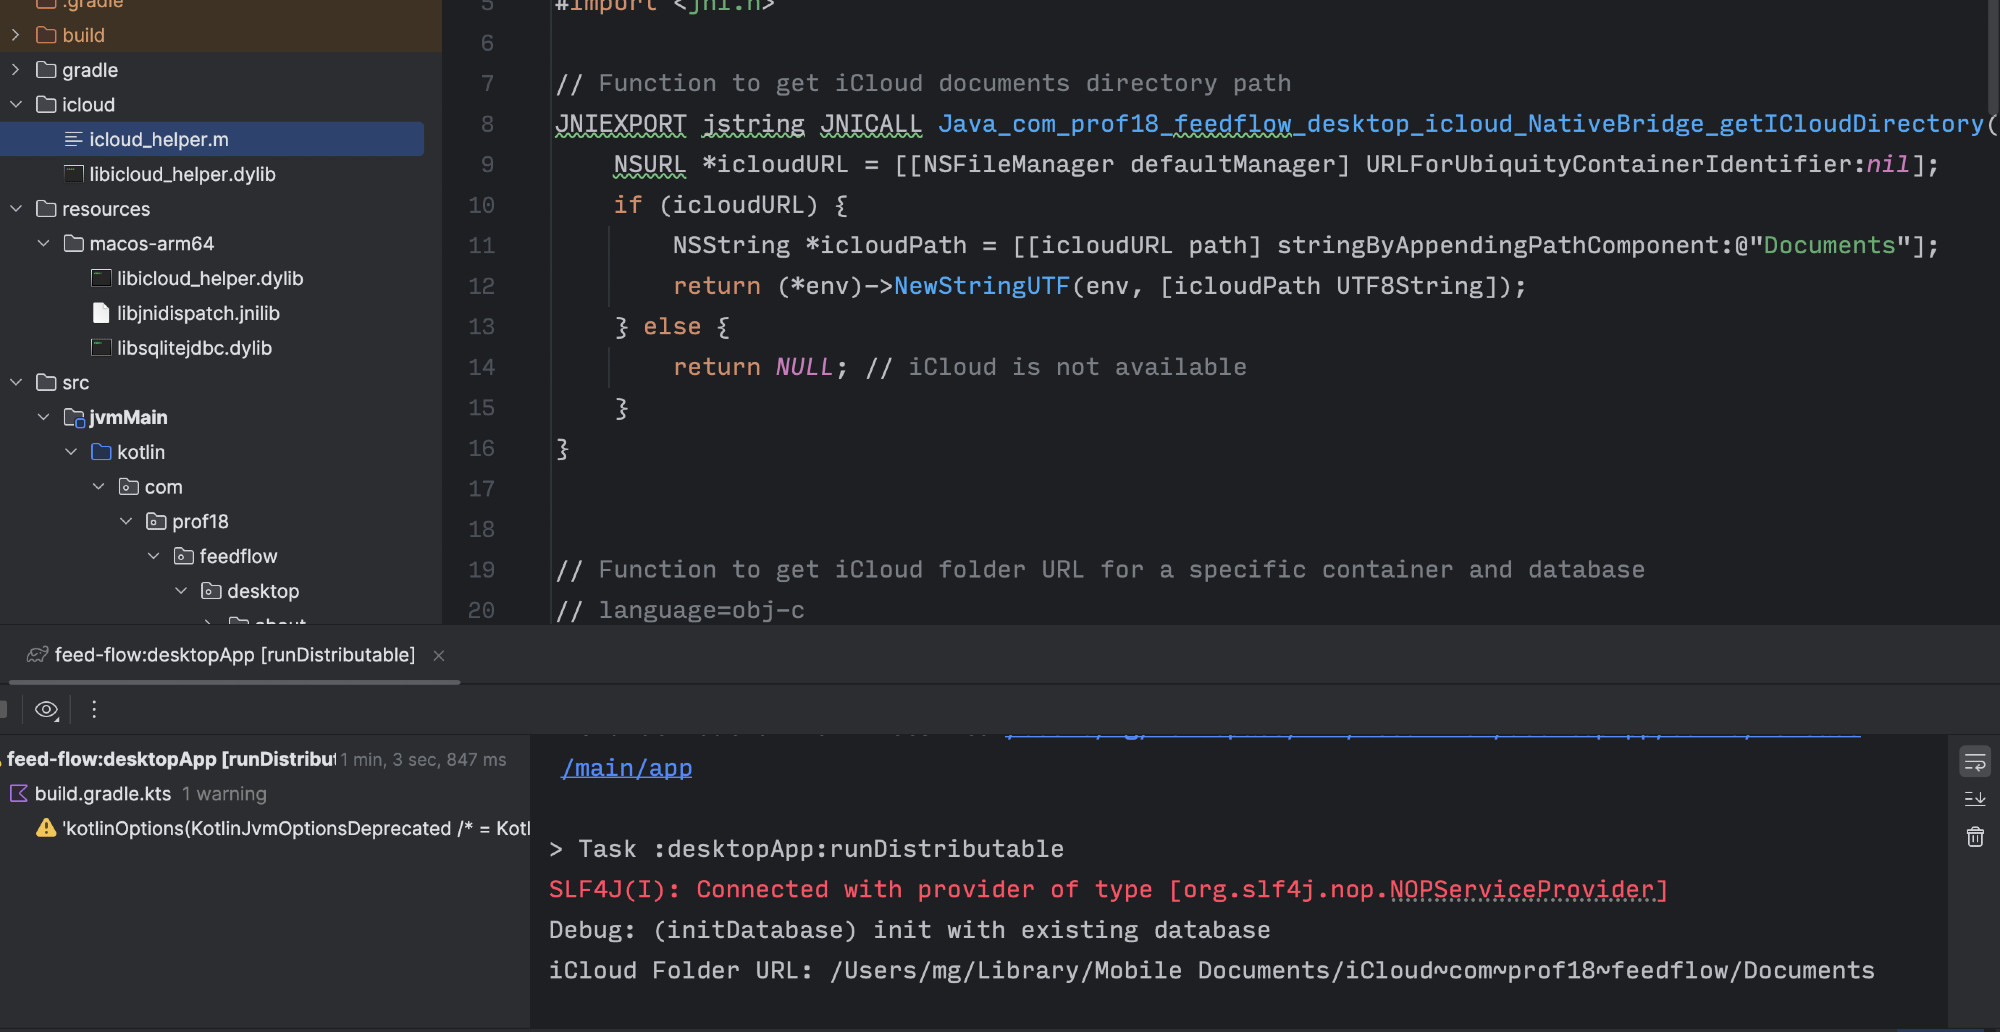 .gradle
build
gradle
icloud
icloud_helper.m
libicloud_helper.dylib
resources
macos-arm64
libicloud_helper.dylib
libjnidispatch.jnilib
libsqlitejdbc.dylib
src
jvmMain
kotlin
com
prof18
feedflow
desktop
about
5 #import <jni.h>
6
7 // Function to get iCloud documents directory path
8 JNIEXPORT jstring JNICALL Java_com_prof18_feedflow_desktop_icloud_NativeBridge_getICloudDirectory(
9 NSURL *icloudURL = [[NSFileManager defaultManager] URLForUbiquityContainerIdentifier:nil];
10 if (icloudURL) {
11 NSString *icloudPath = [[icloudURL path] stringByAppendingPathComponent:@"Documents"];
12 return (*env)->NewStringUTF(env, [icloudPath UTF8String]);
13 } else {
14 return NULL; // iCloud is not available
15 }
16 }
17
18
19 // Function to get iCloud folder URL for a specific container and database
20 // language=obj-c
feed-flow:desktopApp [runDistributable]
feed-flow:desktopApp [runDistribut 1 min, 3 sec, 847 ms
build.gradle.kts 1 warning
'kotlinOptions(KotlinJvmOptionsDeprecated /* = Kotl
/main/app
> Task :desktopApp:runDistributable
SLF4J(I): Connected with provider of type [org.slf4j.nop.NOPServiceProvider]
Debug: (initDatabase) init with existing database
iCloud Folder URL: /Users/mg/Library/Mobile Documents/iCloud~com~prof18~feedflow/Documents